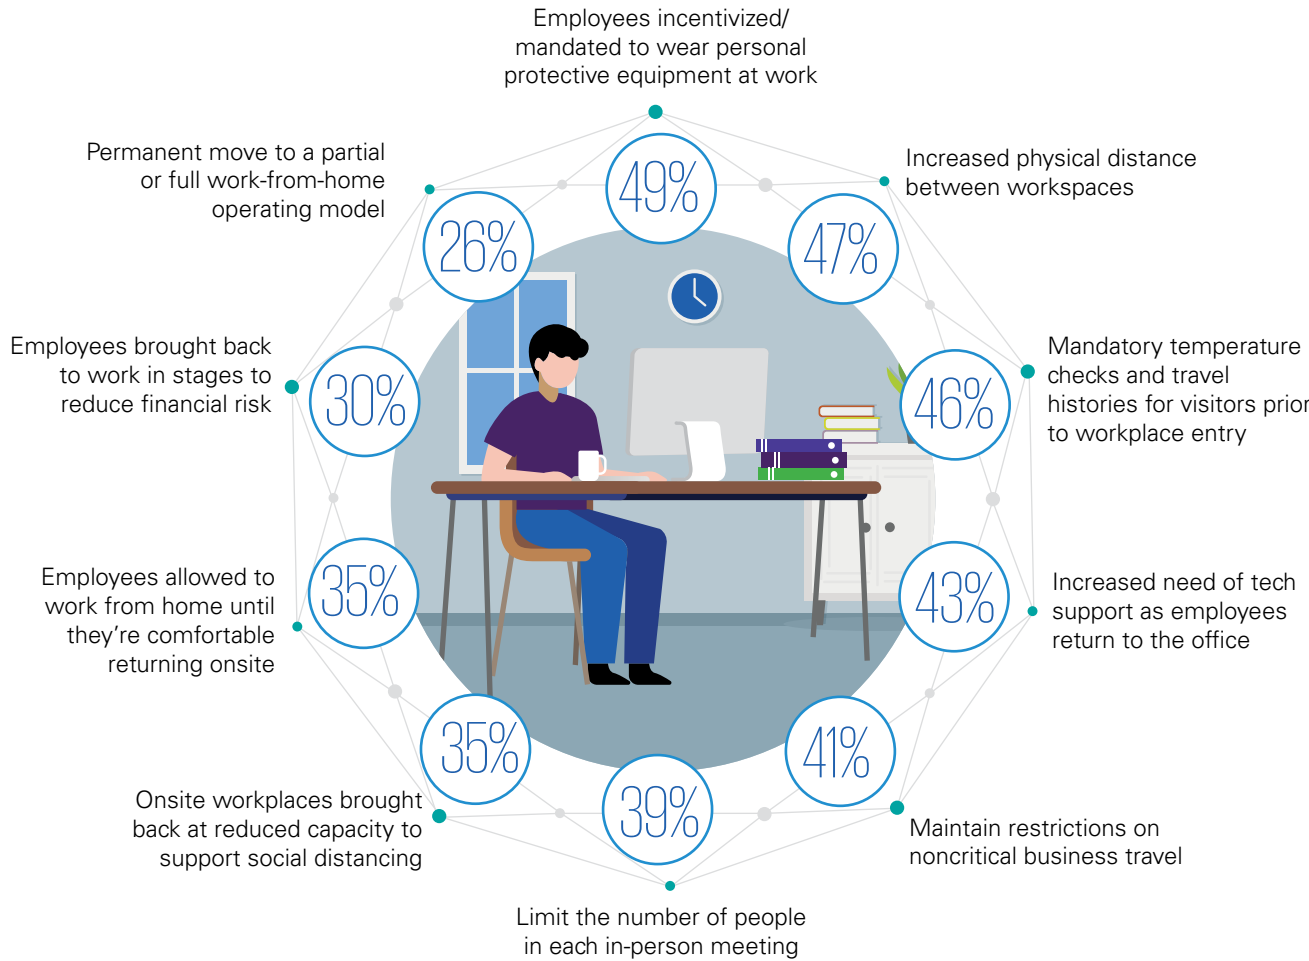 Employees incentivized/
mandated to wear personal
protective equipment at work
49%
Increased physical distance
between workspaces
47%
Mandatory temperature
checks and travel
histories for visitors prior
to workplace entry
46%
Increased need of tech
support as employees
return to the office
43%
Maintain restrictions on
noncritical business travel
41%
Limit the number of people
in each in-person meeting
39%
Onsite workplaces brought
back at reduced capacity to
support social distancing
35%
Employees allowed to
work from home until
they’re comfortable
returning onsite
35%
Employees brought back
to work in stages to
reduce financial risk
30%
Permanent move to a partial
or full work-from-home
operating model
26%